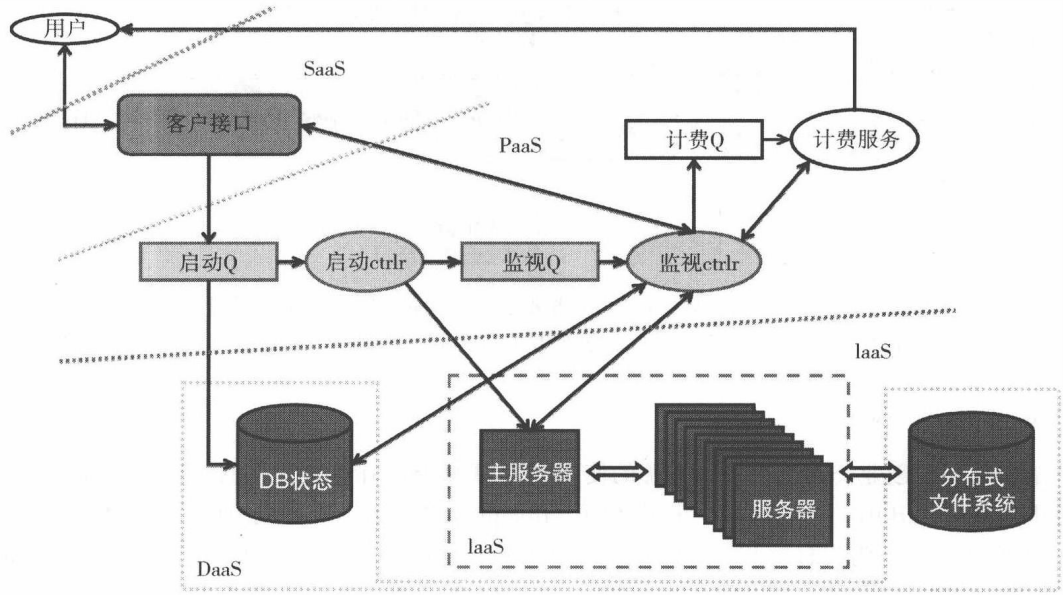 用户
SaaS
客户接口
PaaS
计费Q
计费服务
启动Q
启动ctrlr
监视Q
监视ctrlr
laaS
DB状态
主服务器
服务器
分布式
文件系统
laaS
DaaS